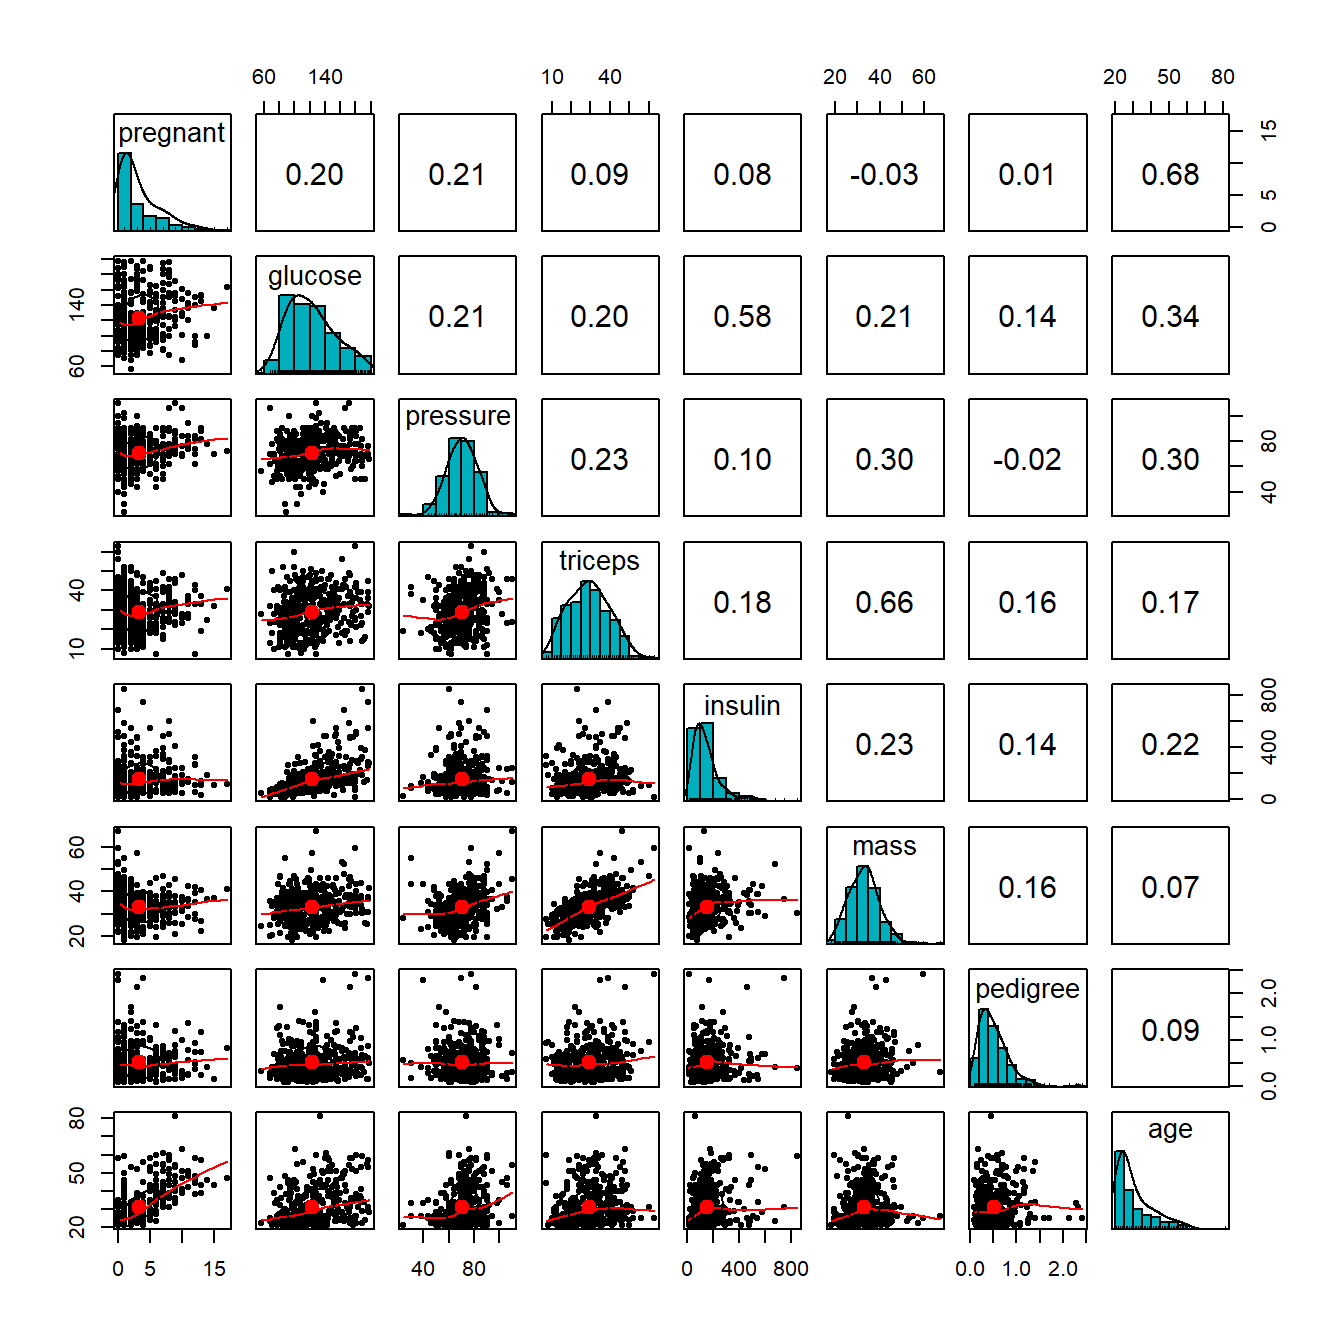 60 140 10 40 20 40 60 20 50 80
pregnant 0.20 0.21 0.09 0.08 -0.03 0.01 0.68 0 5 15
60 140 glucose 0.21 0.20 0.58 0.21 0.14 0.34
pressure 0.23 0.10 0.30 -0.02 0.30 40 80
10 40 triceps 0.18 0.66 0.16 0.17
insulin 0.23 0.14 0.22 0 400 800
20 40 60 mass 0.16 0.07
pedigree 0.09 0.0 1.0 2.0
20 50 80 age
0 5 15 40 80 0 400 800 0.0 1.0 2.0